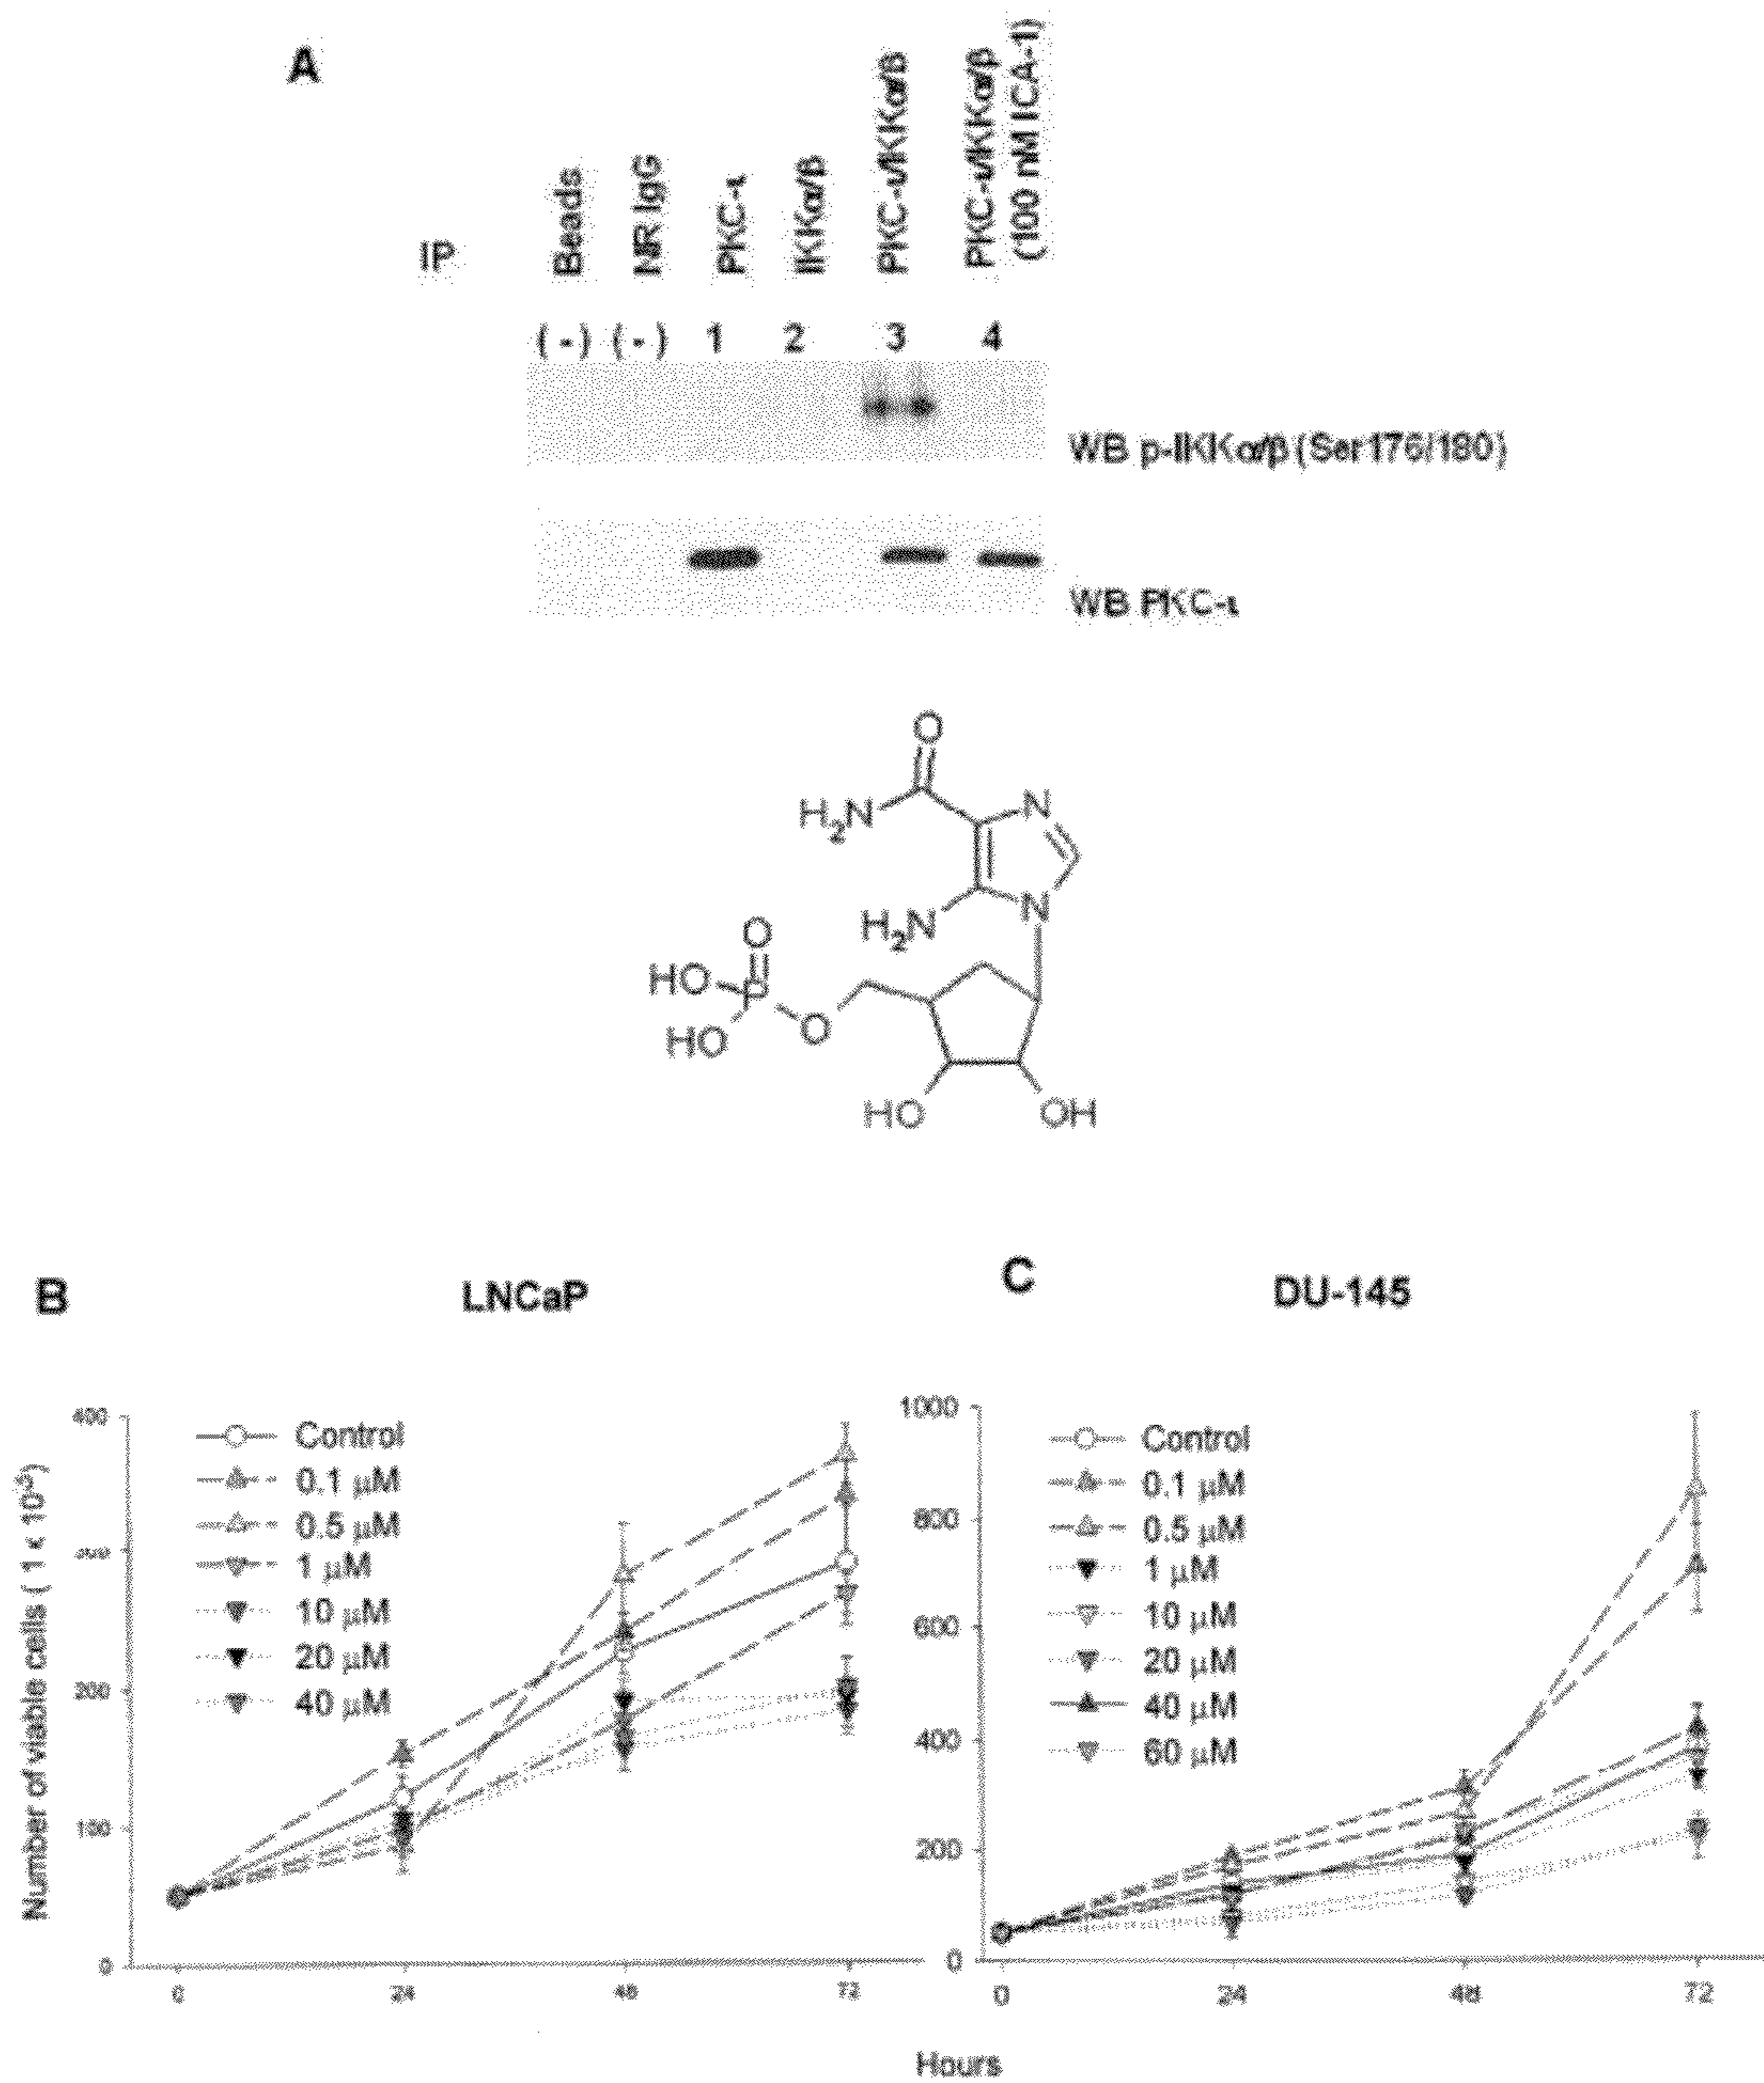 A
IP
Beads
NR IgG
PKC-ι
IKKα/β
PKC-ι/IKKα/β
PKC-ι/IKKα/β
(100 nM ICA-1)
(-) (-) 1 2 3 4
WB p-IKKα/β (Ser176/180)
WB PKC-ι
O
H2N
N
H2N
N
O
HO
P
HO
O
HO
OH
B
LNCaP
Number of viable cells
400
200
100
0
Control
0.1 μM
0.5 μM
1 μM
10 μM
20 μM
40 μM
0 24 48 72
C
DU-145
1000
800
600
400
200
0
Control
0.1 μM
0.5 μM
1 μM
10 μM
20 μM
40 μM
60 μM
0 24 48 72
Hours